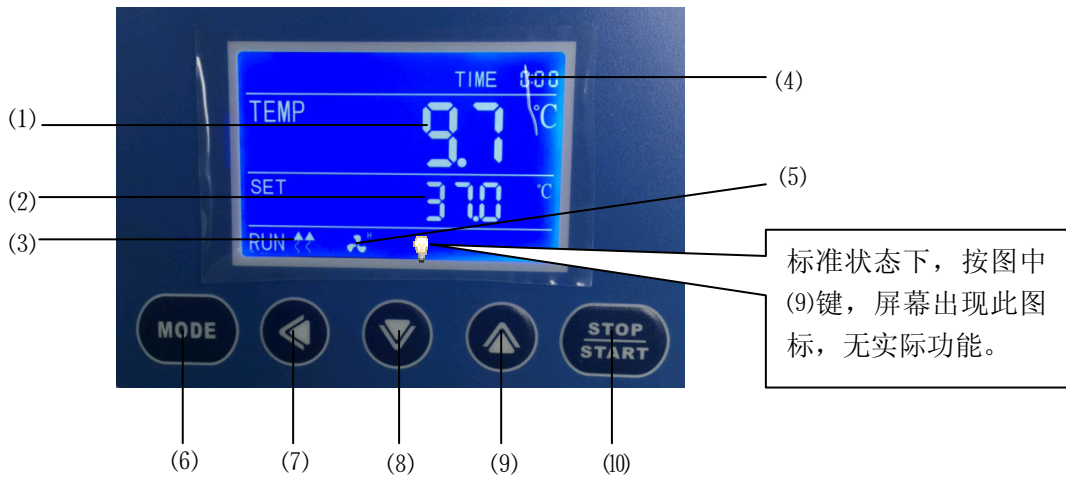 TIME 0:00
(4)
TEMP 9.7 ℃
(1)
(5)
SET 37.0 ℃
(2)
(3)
RUN H
标准状态下，按图中
(9)键，屏幕出现此图
标，无实际功能。
MODE
STOP
START
(6) (7) (8) (9) (10)